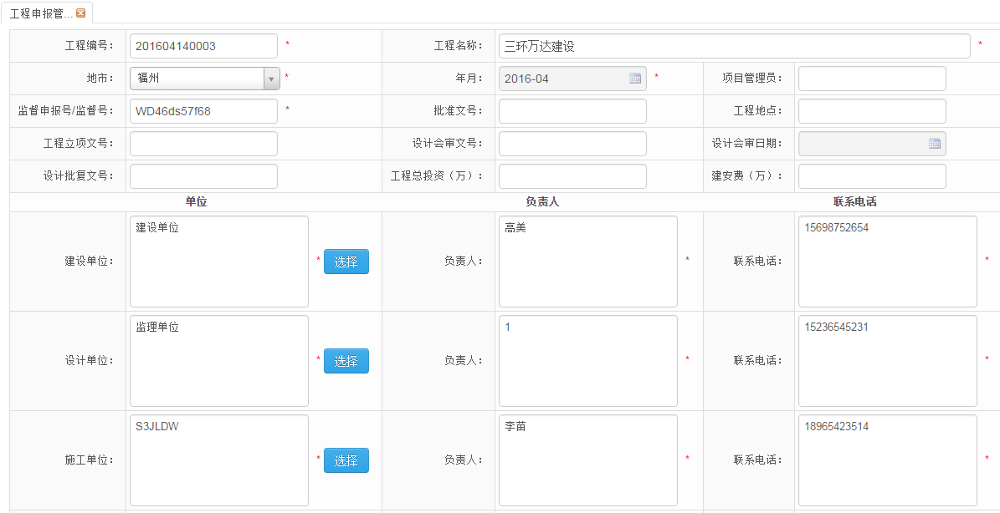 工程申报管...
工程编号： 201604140003 * 工程名称： 三环万达建设 *
地市： 福州 * 年月： 2016-04 * 项目管理员：
监督申报号/监督号： WD46ds57f68 * 批准文号： 工程地点：
工程立项文号： 设计会审文号： 设计会审日期：
设计批复文号： 工程总投资（万）： 建安费（万）：
单位 负责人 联系电话
建设单位： 建设单位 * 选择 负责人： 高美 * 联系电话： 15698752654 *
设计单位： 监理单位 * 选择 负责人： 1 * 联系电话： 15236545231 *
施工单位： S3JLDW * 选择 负责人： 李苗 * 联系电话： 18965423514 *